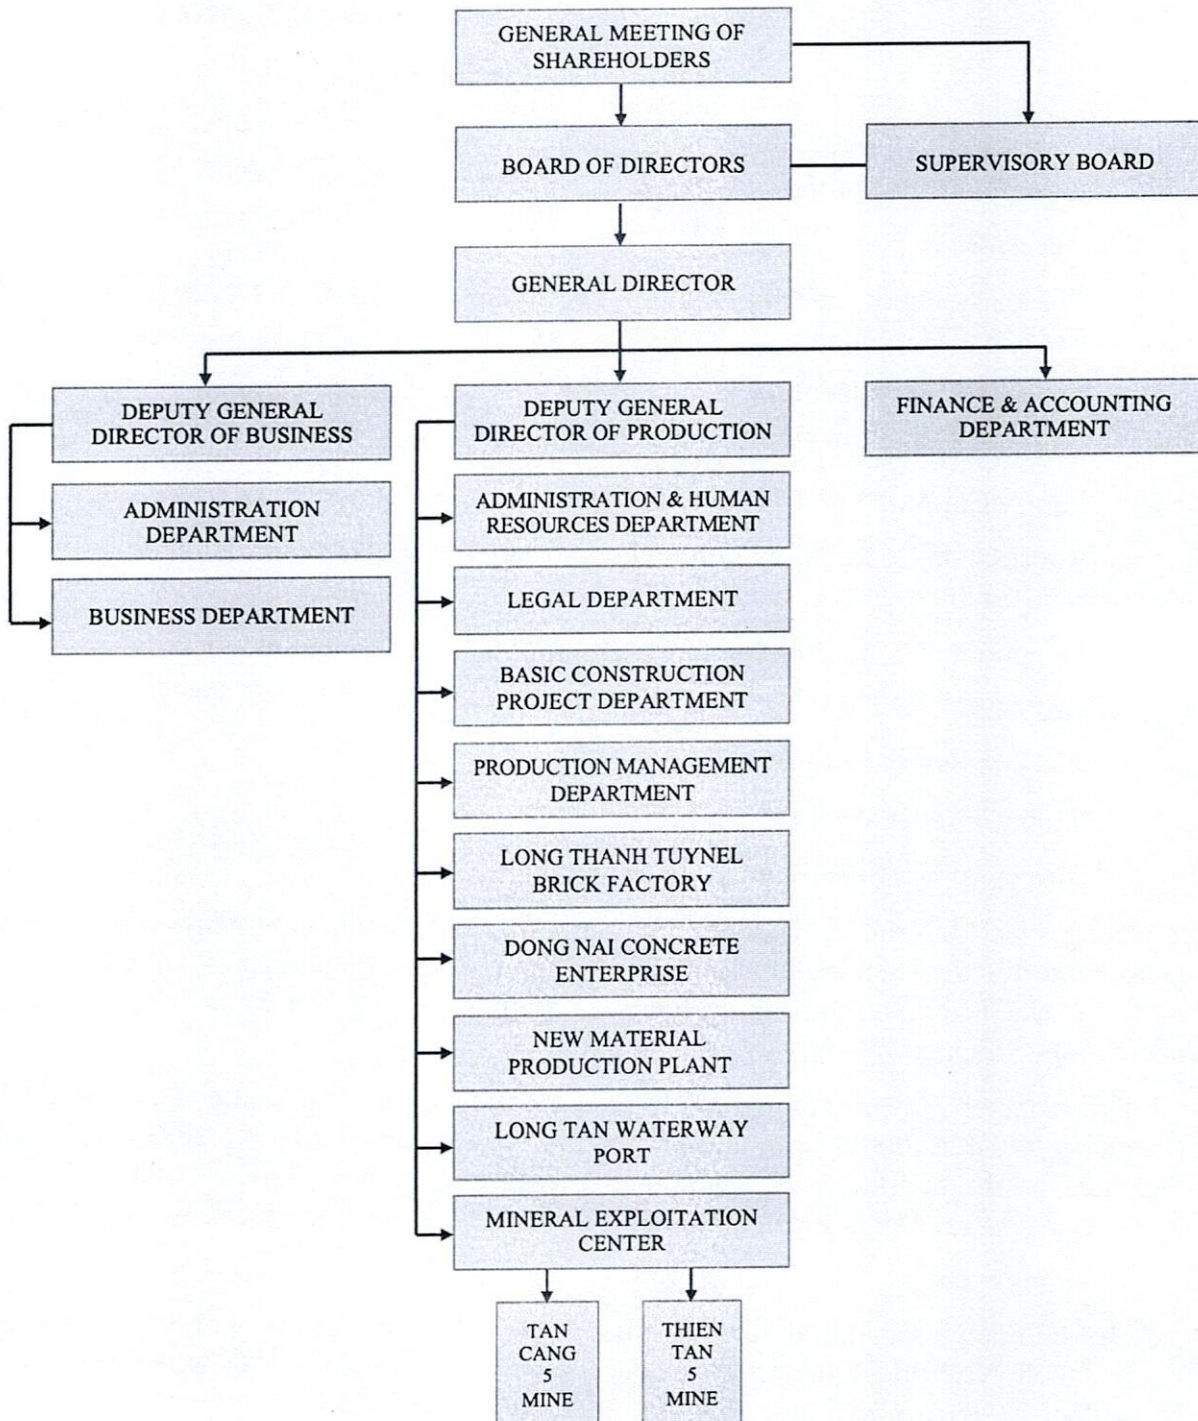 GENERAL MEETING OF
SHAREHOLDERS
BOARD OF DIRECTORS
SUPERVISORY BOARD
GENERAL DIRECTOR
DEPUTY GENERAL
DIRECTOR OF BUSINESS
ADMINISTRATION
DEPARTMENT
BUSINESS DEPARTMENT
DEPUTY GENERAL
DIRECTOR OF PRODUCTION
ADMINISTRATION & HUMAN
RESOURCES DEPARTMENT
LEGAL DEPARTMENT
BASIC CONSTRUCTION
PROJECT DEPARTMENT
PRODUCTION MANAGEMENT
DEPARTMENT
LONG THANH TUYNEL
BRICK FACTORY
DONG NAI CONCRETE
ENTERPRISE
NEW MATERIAL
PRODUCTION PLANT
LONG TAN WATERWAY
PORT
MINERAL EXPLOITATION
CENTER
TAN
CANG
5
MINE
THIEN
TAN
5
MINE
FINANCE & ACCOUNTING
DEPARTMENT